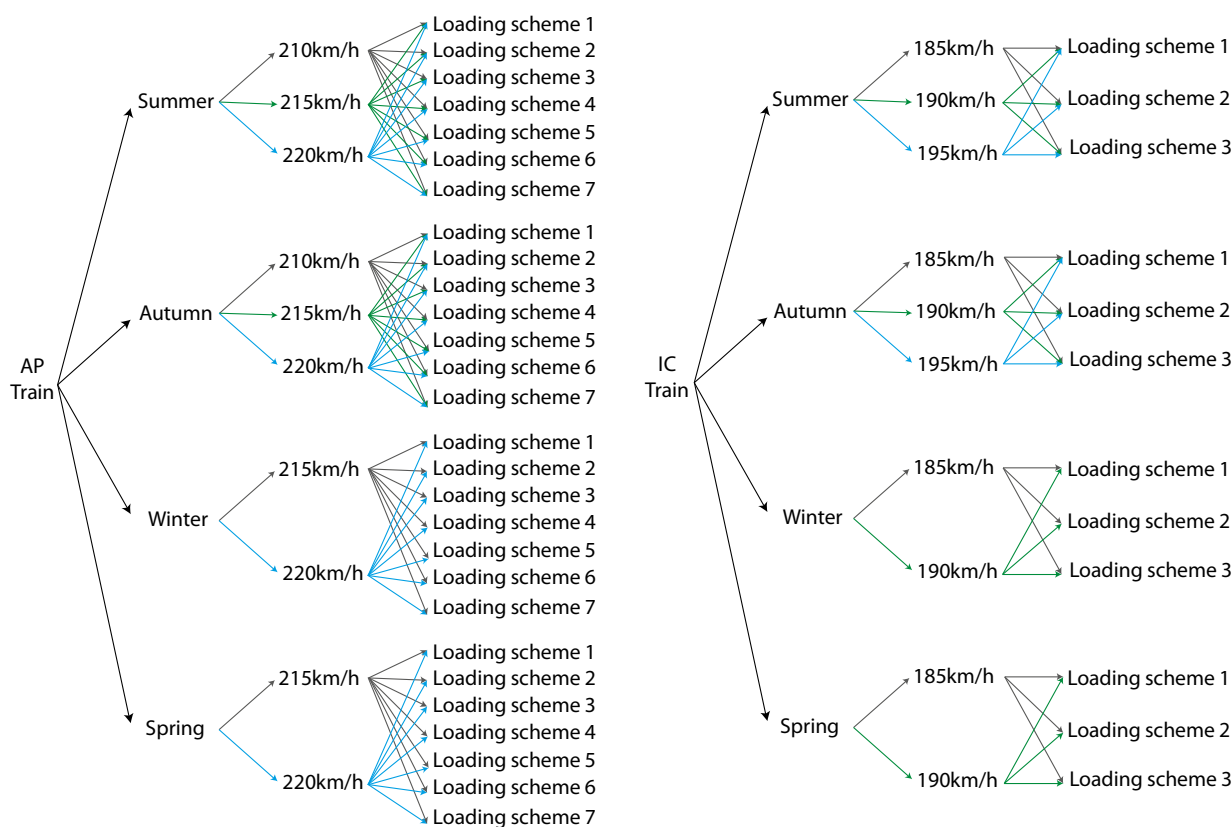 AP
Train
Summer
210km/h
215km/h
220km/h
Loading scheme 1
Loading scheme 2
Loading scheme 3
Loading scheme 4
Loading scheme 5
Loading scheme 6
Loading scheme 7
Autumn
210km/h
215km/h
220km/h
Loading scheme 1
Loading scheme 2
Loading scheme 3
Loading scheme 4
Loading scheme 5
Loading scheme 6
Loading scheme 7
Winter
215km/h
220km/h
Loading scheme 1
Loading scheme 2
Loading scheme 3
Loading scheme 4
Loading scheme 5
Loading scheme 6
Loading scheme 7
Spring
215km/h
220km/h
Loading scheme 1
Loading scheme 2
Loading scheme 3
Loading scheme 4
Loading scheme 5
Loading scheme 6
Loading scheme 7
IC
Train
Summer
185km/h
190km/h
195km/h
Loading scheme 1
Loading scheme 2
Loading scheme 3
Autumn
185km/h
190km/h
195km/h
Loading scheme 1
Loading scheme 2
Loading scheme 3
Winter
185km/h
190km/h
Loading scheme 1
Loading scheme 2
Loading scheme 3
Spring
185km/h
190km/h
Loading scheme 1
Loading scheme 2
Loading scheme 3